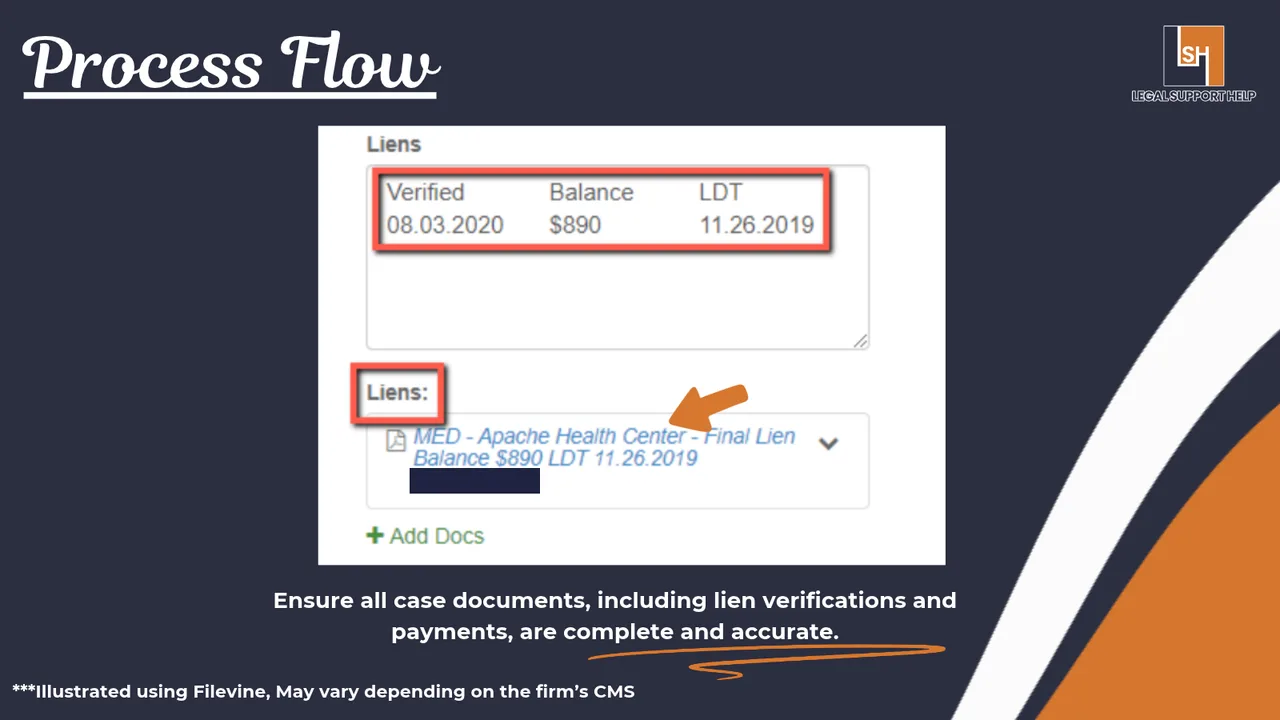 Process Flow
SH
LEGAL SUPPORT HELP
Liens
Verified Balance LDT
08.03.2020 $890 11.26.2019
Liens:
MED - Apache Health Center - Final Lien
Balance $890 LDT 11.26.2019
+ Add Docs
Ensure all case documents, including lien verifications and
payments, are complete and accurate.
***Illustrated using Filevine, May vary depending on the firm’s CMS